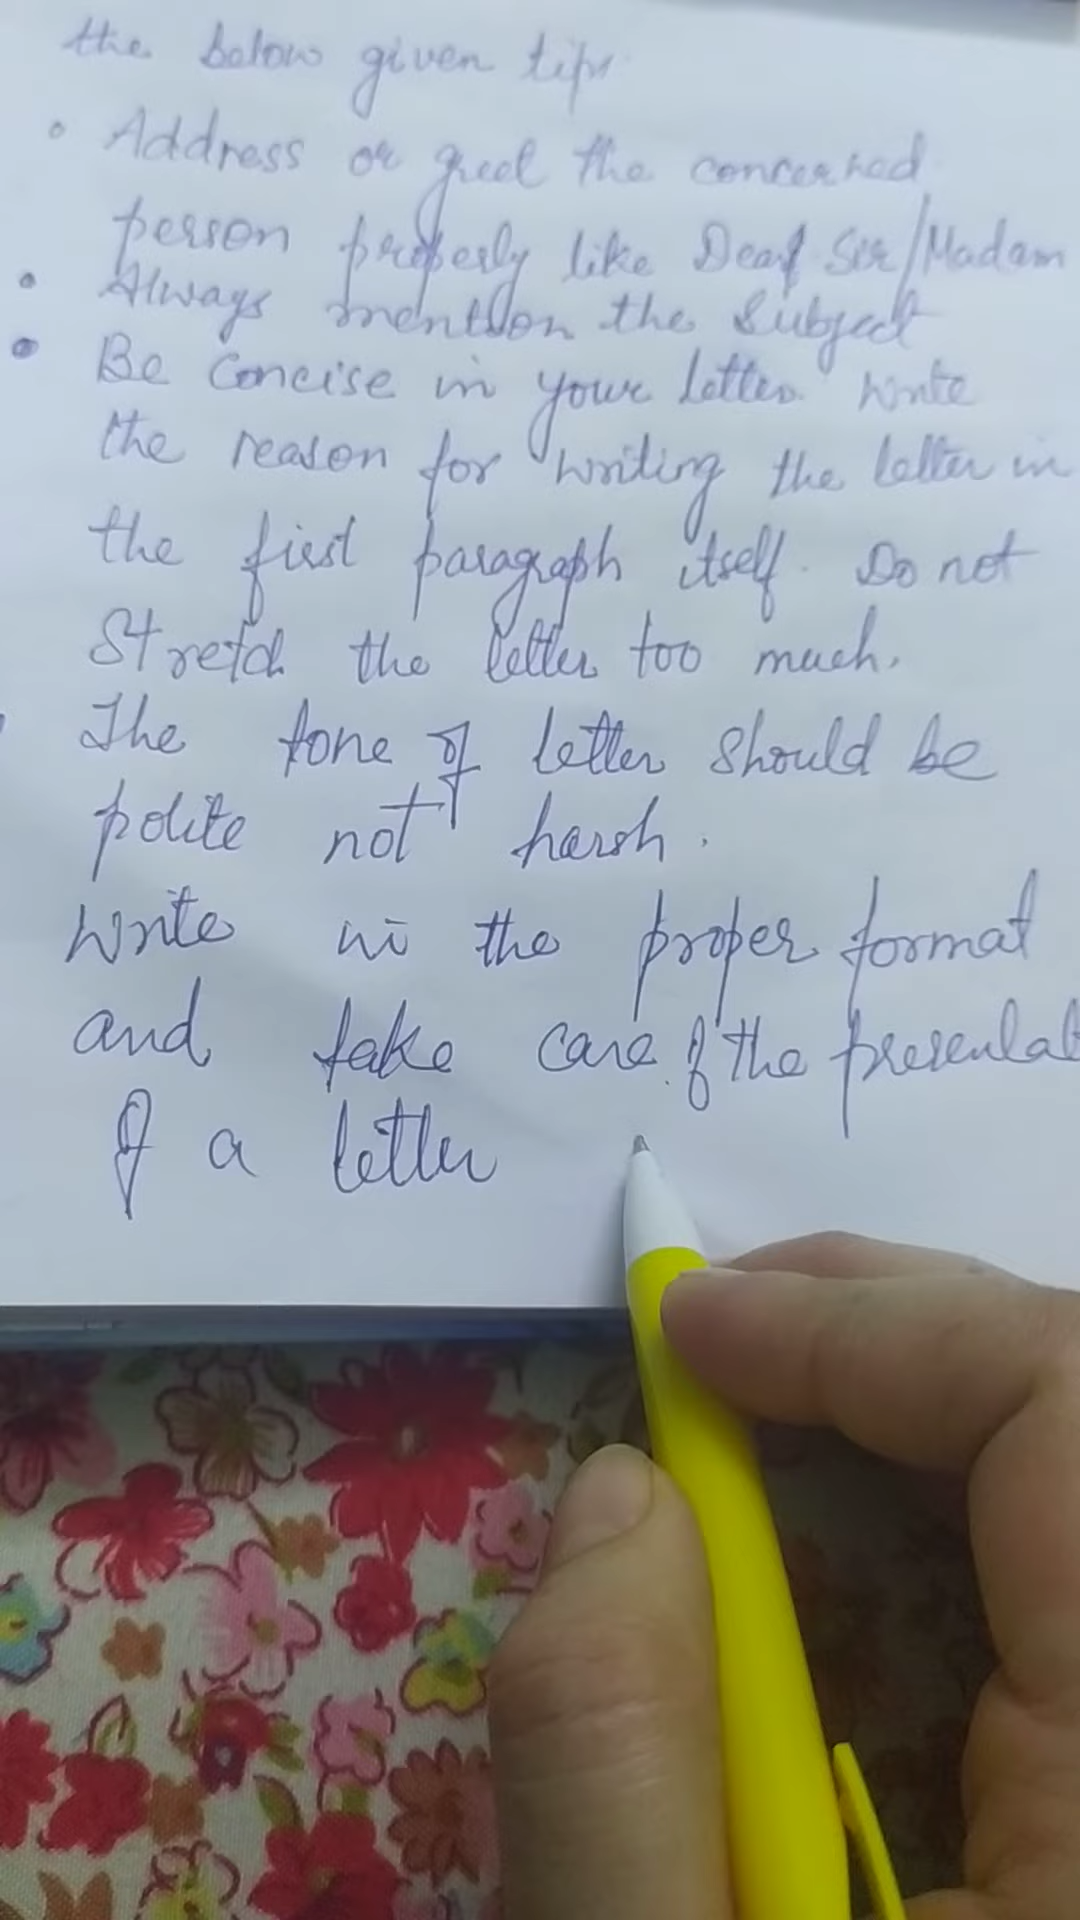 the below given tips
• Address or greet the concerned
person properly like Dear Sir/Madam
• Always mention the Subject
• Be Concise in your letter. Write
the reason for writing the letter in
the first paragraph itself. Do not
Stretch the letter too much.
The tone of letter should be
polite not harsh.
Write in the proper format
and take care of the presentat
of a letter